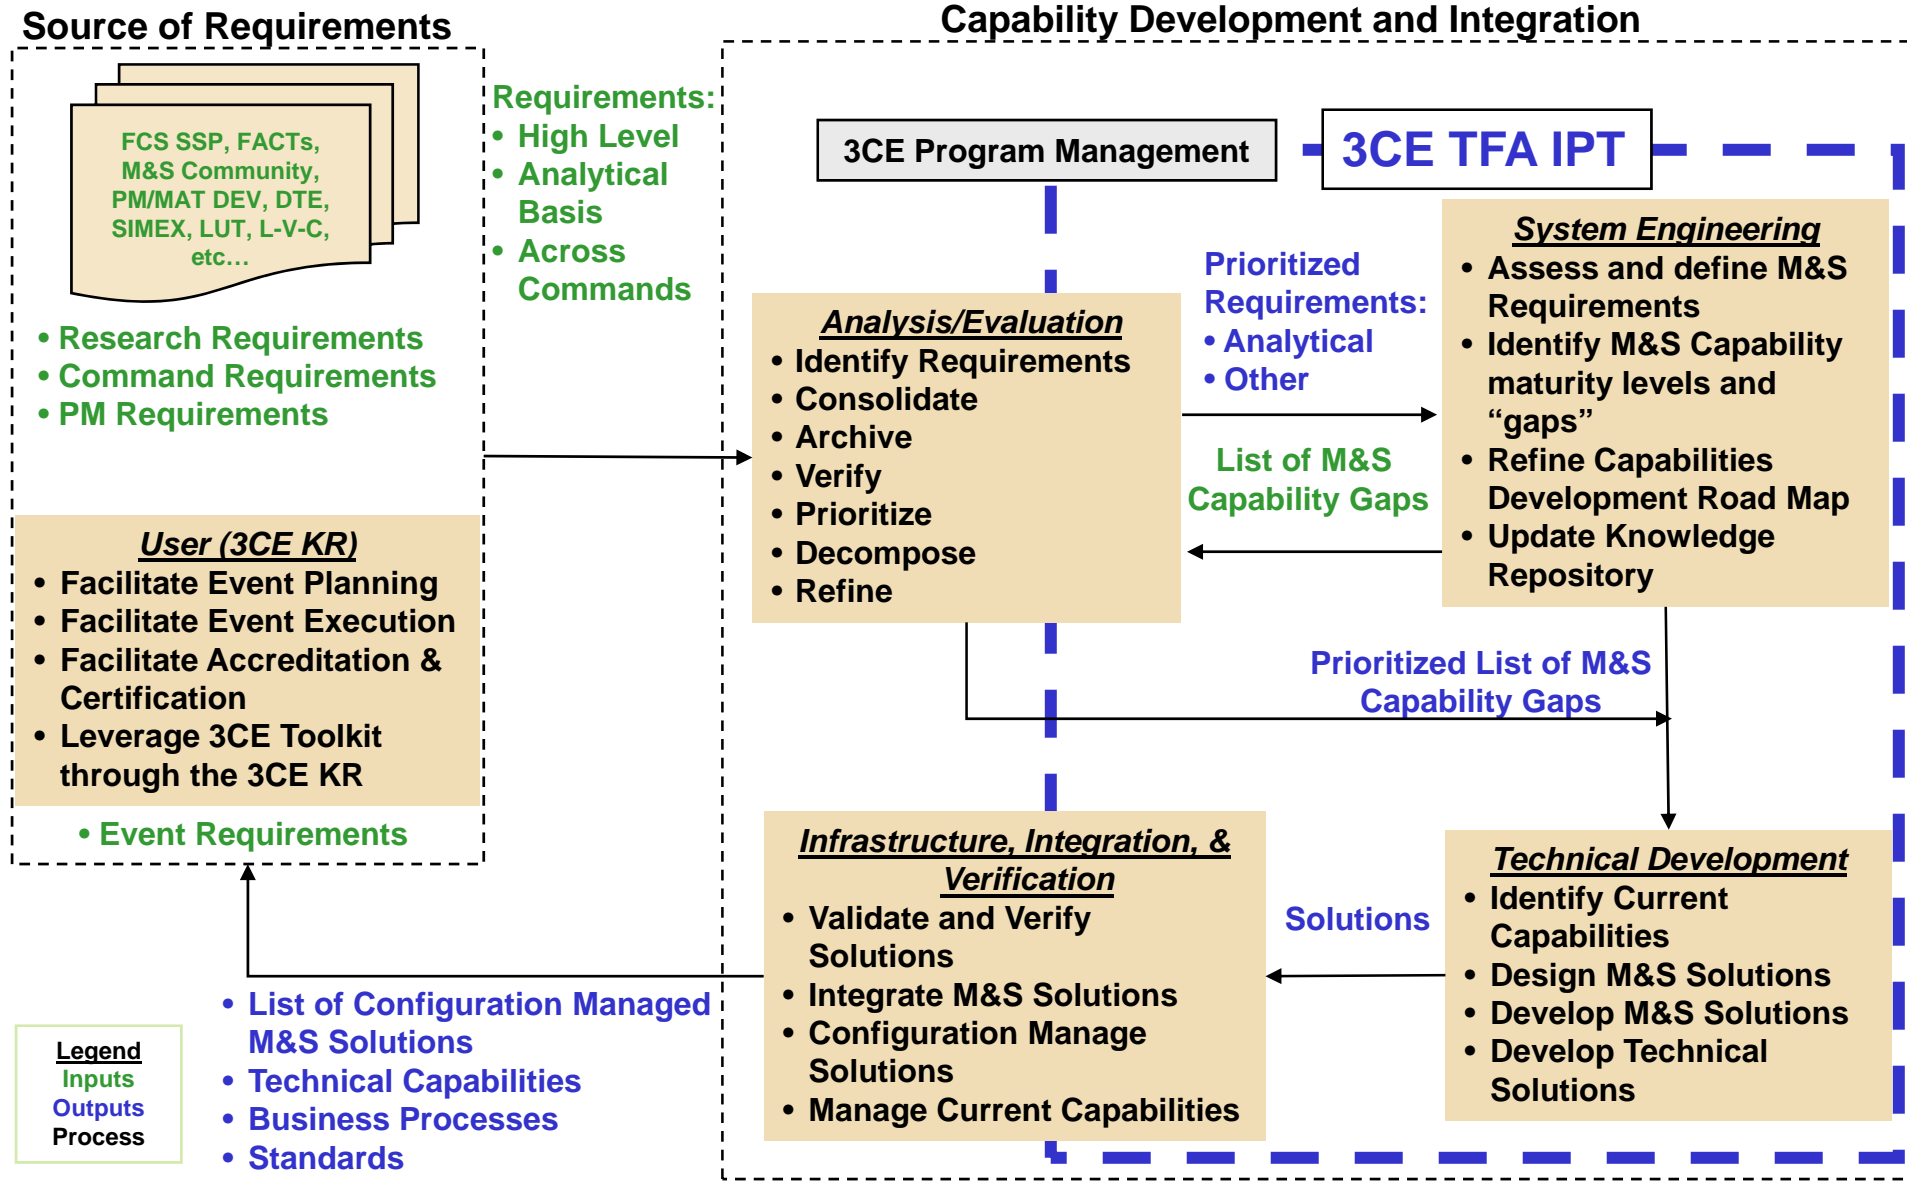 Source of Requirements
Capability Development and Integration
FCS SSP, FACTs,
M&S Community,
PM/MAT DEV, DTE,
SIMEX, LUT, L-V-C,
etc…
• Research Requirements
• Command Requirements
• PM Requirements
User (3CE KR)
• Facilitate Event Planning
• Facilitate Event Execution
• Facilitate Accreditation &
Certification
• Leverage 3CE Toolkit
through the 3CE KR
• Event Requirements
Requirements:
• High Level
• Analytical
Basis
• Across
Commands
3CE Program Management
3CE TFA IPT
Analysis/Evaluation
• Identify Requirements
• Consolidate
• Archive
• Verify
• Prioritize
• Decompose
• Refine
Prioritized
Requirements:
• Analytical
• Other
List of M&S
Capability Gaps
System Engineering
• Assess and define M&S
Requirements
• Identify M&S Capability
maturity levels and
“gaps”
• Refine Capabilities
Development Road Map
• Update Knowledge
Repository
Prioritized List of M&S
Capability Gaps
Infrastructure, Integration, &
Verification
• Validate and Verify
Solutions
• Integrate M&S Solutions
• Configuration Manage
Solutions
• Manage Current Capabilities
Solutions
Technical Development
• Identify Current
Capabilities
• Design M&S Solutions
• Develop M&S Solutions
• Develop Technical
Solutions
• List of Configuration Managed
M&S Solutions
• Technical Capabilities
• Business Processes
• Standards
Legend
Inputs
Outputs
Process